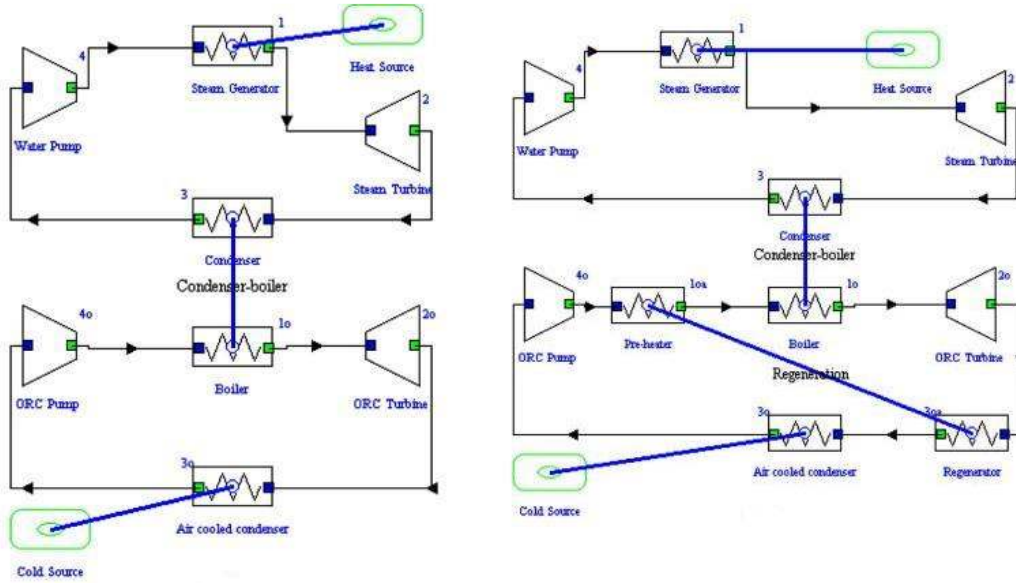 1
4
Steam Generator
Heat Source
2
Water Pump
Steam Turbine
3
Condenser
Condenser-boiler
4o
1o
2o
ORC Pump
Boiler
ORC Turbine
3o
Air cooled condenser
Cold Source
1
4
Steam Generator
Heat Source
2
Water Pump
Steam Turbine
3
Condenser
Condenser-boiler
4o
1oa
1o
2o
ORC Pump
Pre-heater
Boiler
ORC Turbine
Regeneration
3o
3oa
Air cooled condenser
Regenerator
Cold Source